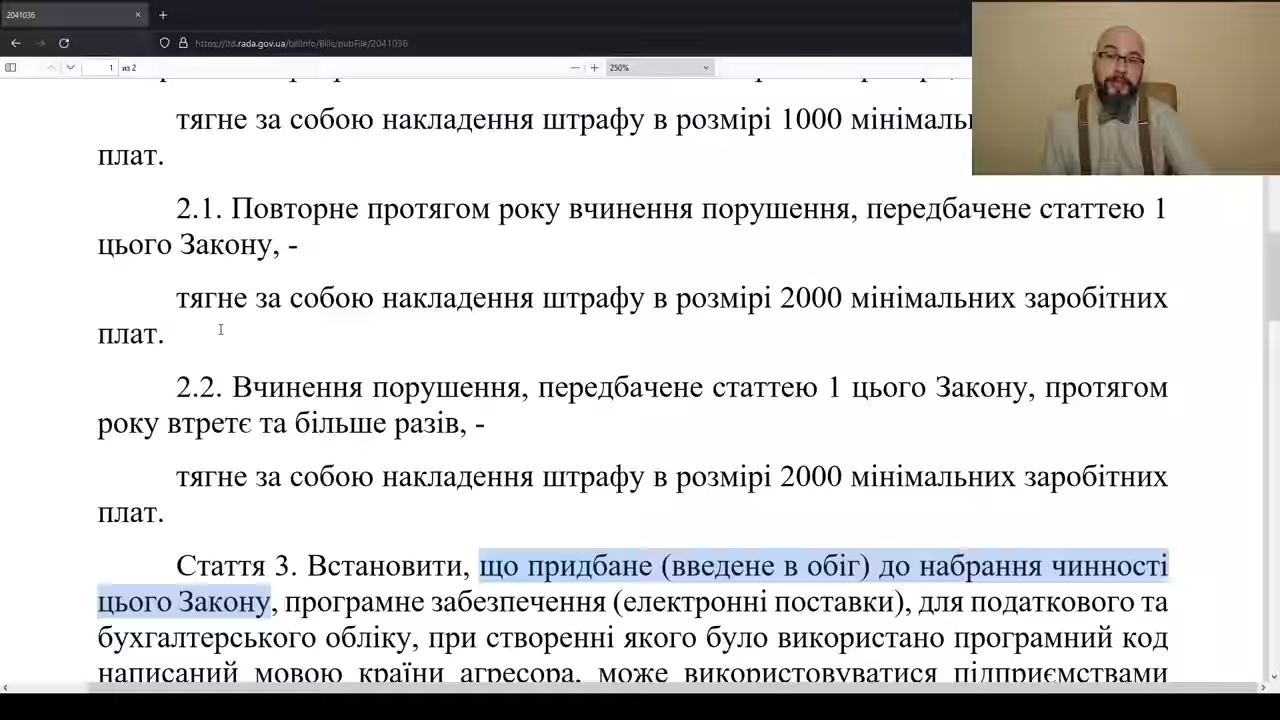 2041036
https://itd.rada.gov.ua/billInfo/Bills/pubFile/2041036
1 из 2
250%
тягне за собою накладення штрафу в розмірі 1000
плат.
2.1. Повторне протягом року вчинення порушення, передбачене статтею 1
цього Закону, -
тягне за собою накладення штрафу в розмірі 2000 мінімальних заробітних
плат.
2.2. Вчинення порушення, передбачене статтею 1 цього Закону, протягом
року втретє та більше разів, -
тягне за собою накладення штрафу в розмірі 2000 мінімальних заробітних
плат.
Стаття 3. Встановити, що придбане (введене в обіг) до набрання чинності
цього Закону, програмне забезпечення (електронні поставки), для податкового та
бухгалтерського обліку, при створенні якого було використано програмний код
написаний мовою країни агресора, може використовуватися підприємствами